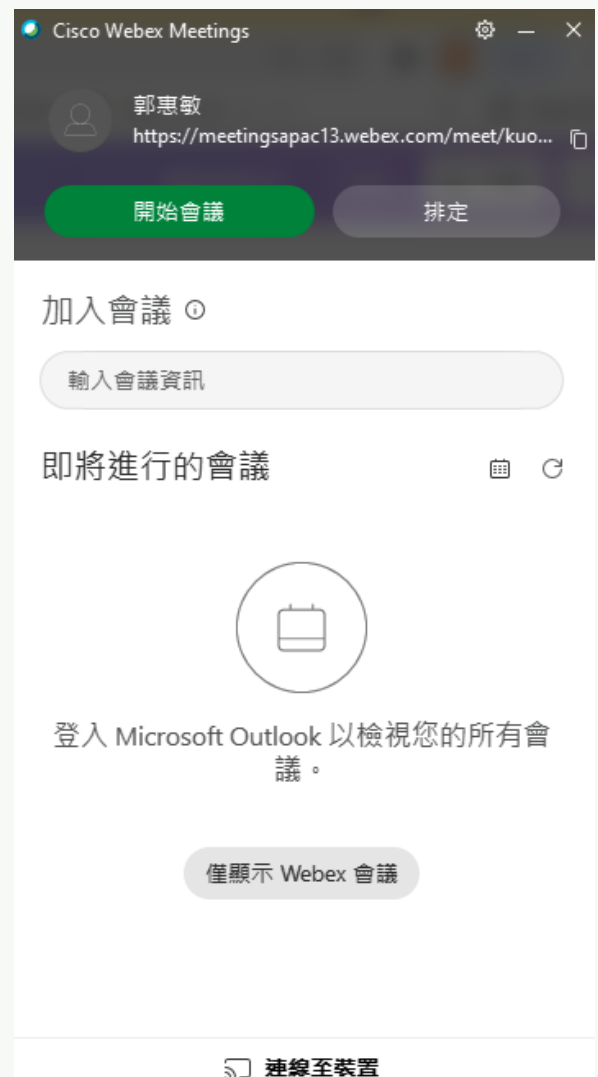 Cisco Webex Meetings
郭惠敏
https://meetingsapac13.webex.com/meet/kuo...
開始會議
排定
加入會議
輸入會議資訊
即將進行的會議
登入 Microsoft Outlook 以檢視您的所有會
議。
僅顯示 Webex 會議
連線至裝置